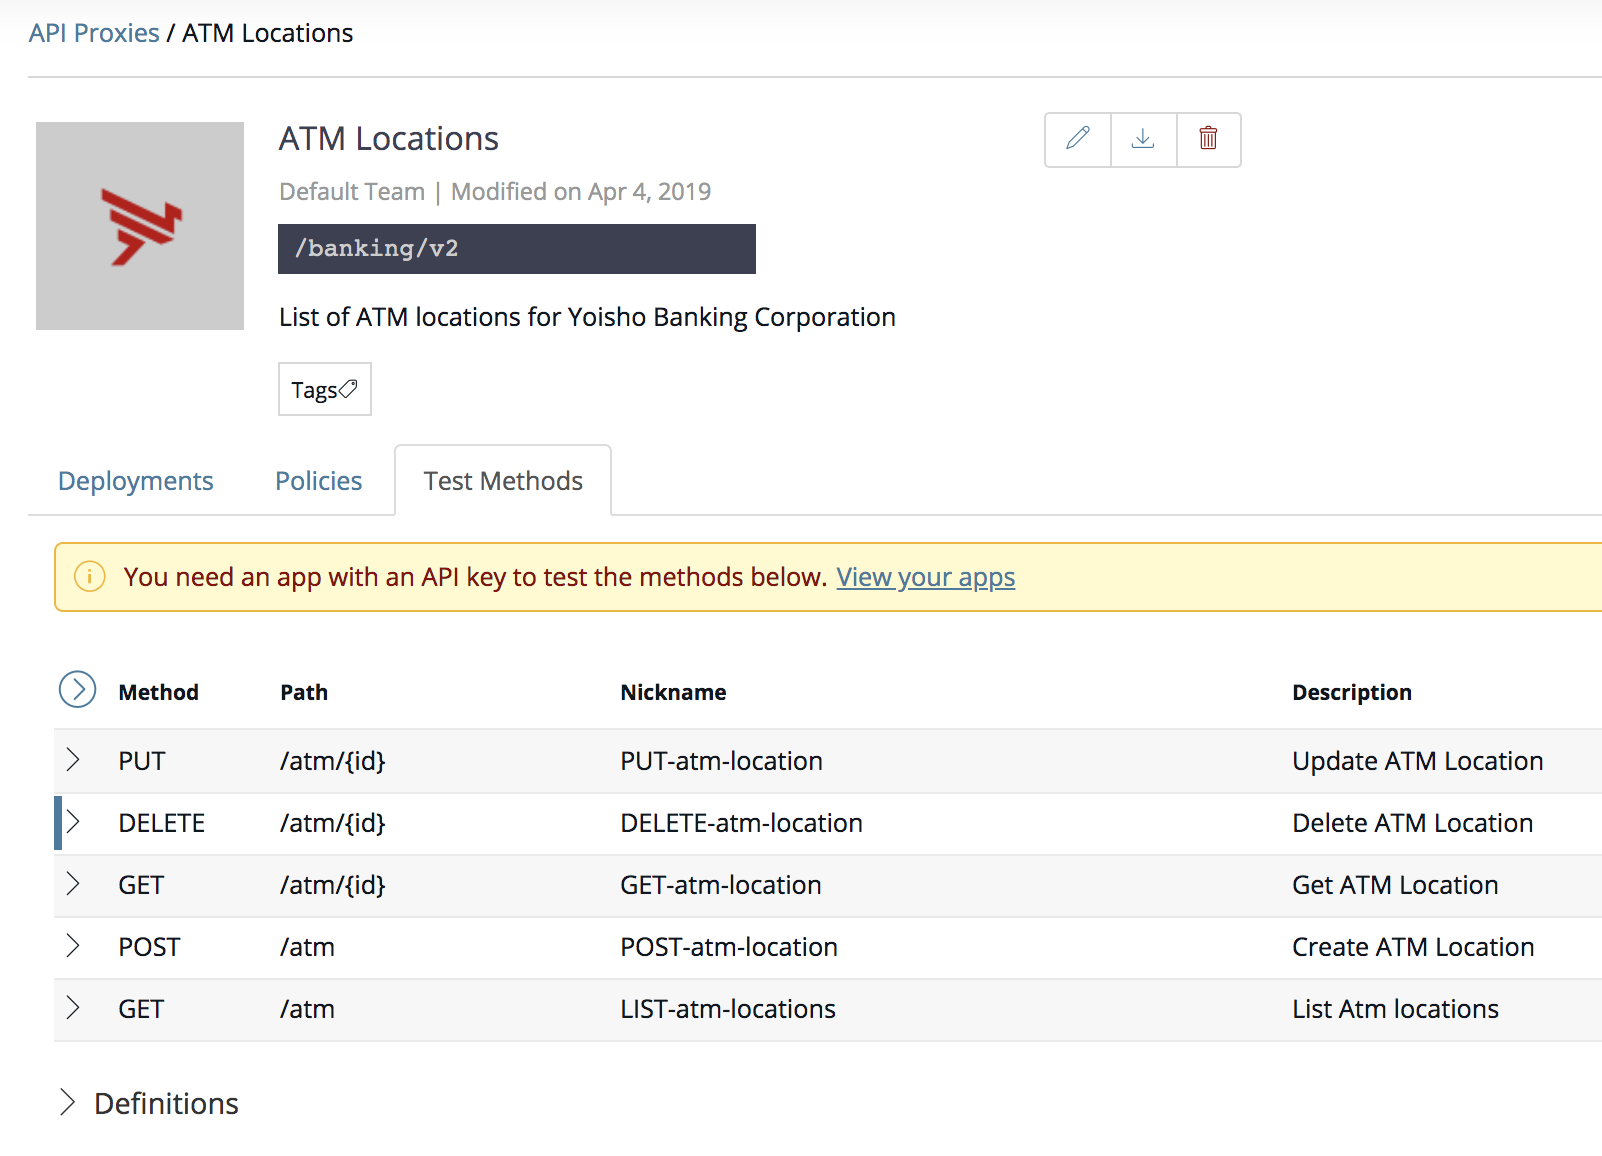 API Proxies / ATM Locations
ATM Locations
Default Team | Modified on Apr 4, 2019
/banking/v2
List of ATM locations for Yoisho Banking Corporation
Tags
Deployments Policies Test Methods
You need an app with an API key to test the methods below. View your apps
Method Path Nickname Description
PUT /atm/{id} PUT-atm-location Update ATM Location
DELETE /atm/{id} DELETE-atm-location Delete ATM Location
GET /atm/{id} GET-atm-location Get ATM Location
POST /atm POST-atm-location Create ATM Location
GET /atm LIST-atm-locations List Atm locations
Definitions